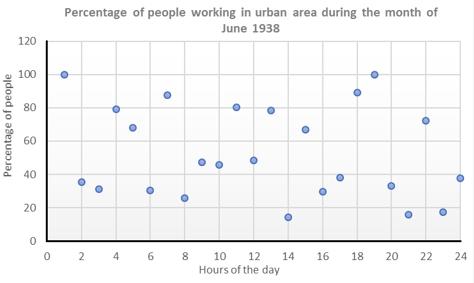 Percentage of people working in urban area during the month of
June 1938
120
100
80
60
40
20
0
Percentage of people
0 2 4 6 8 10 12 14 16 18 20 22 24
Hours of the day